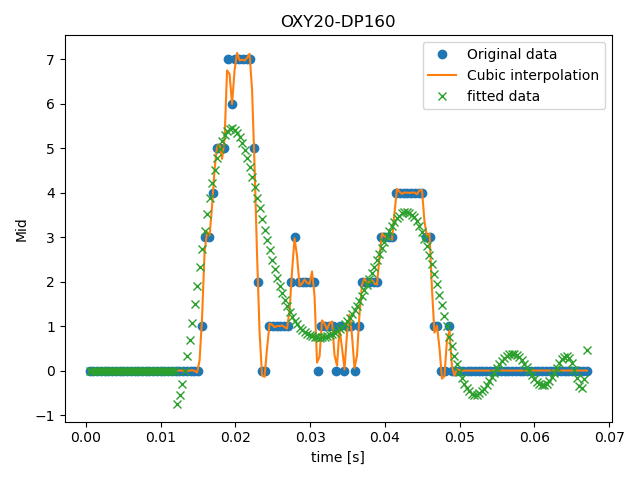 OXY20-DP160
Original data
Cubic interpolation
fitted data
Mid
7
6
5
4
3
2
1
0
−1
0.00 0.01 0.02 0.03 0.04 0.05 0.06 0.07
time [s]